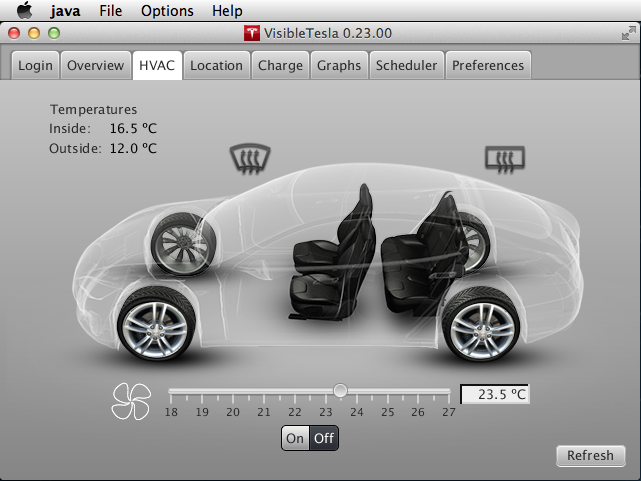 java File Options Help
VisibleTesla 0.23.00
Login Overview HVAC Location Charge Graphs Scheduler Preferences
Temperatures
Inside: 16.5 ºC
Outside: 12.0 ºC
23.5 ºC
18 19 20 21 22 23 24 25 26 27
On Off
Refresh